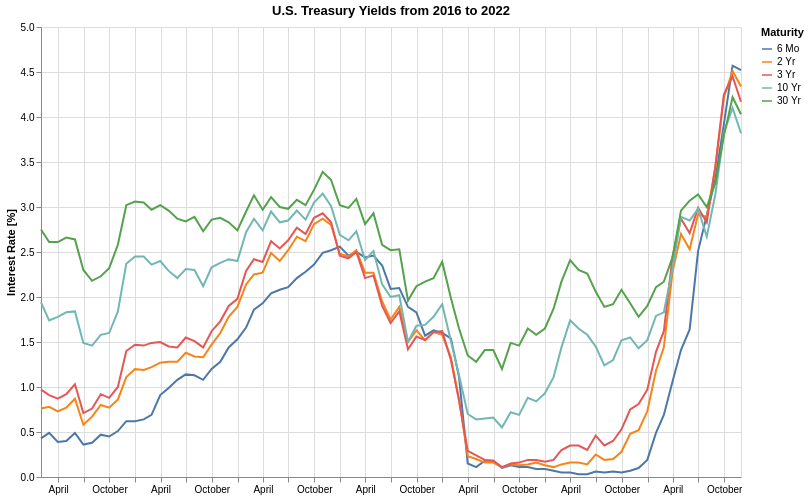 U.S. Treasury Yields from 2016 to 2022
Maturity
6 Mo
2 Yr
3 Yr
10 Yr
30 Yr
Interest Rate [%]
5.0
4.5
4.0
3.5
3.0
2.5
2.0
1.5
1.0
0.5
0.0
April October April October April October April October April October April October April October